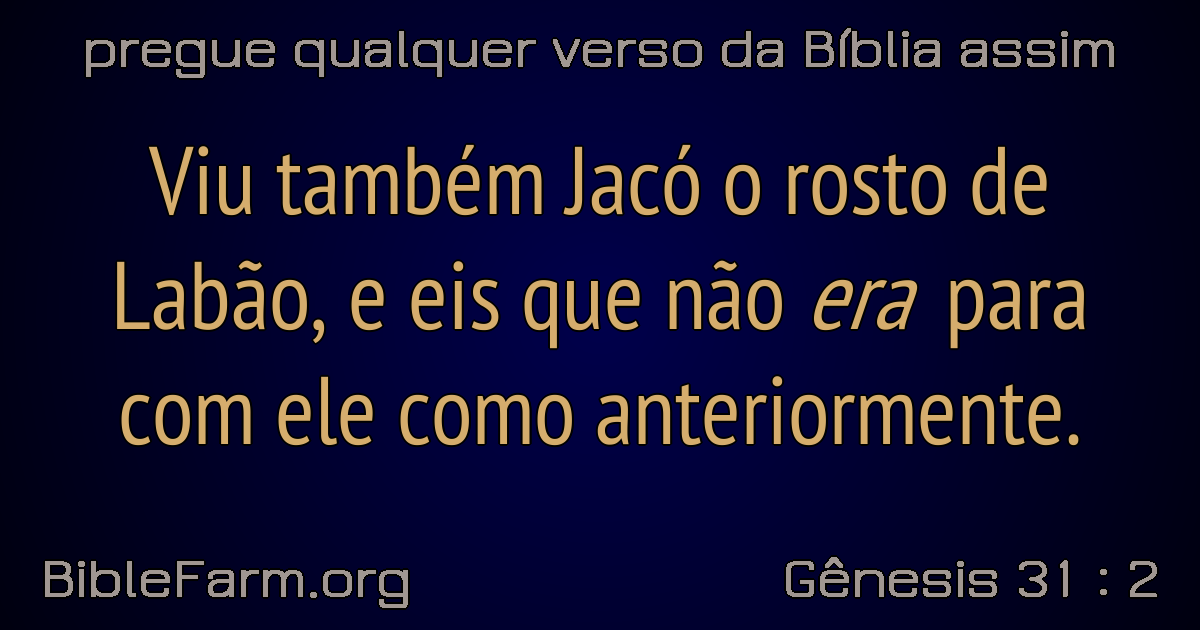 pregue qualquer verso da Bíblia assim
Viu também Jacó o rosto de
Labão, e eis que não era para
com ele como anteriormente.
BibleFarm.org
Gênesis 31 : 2